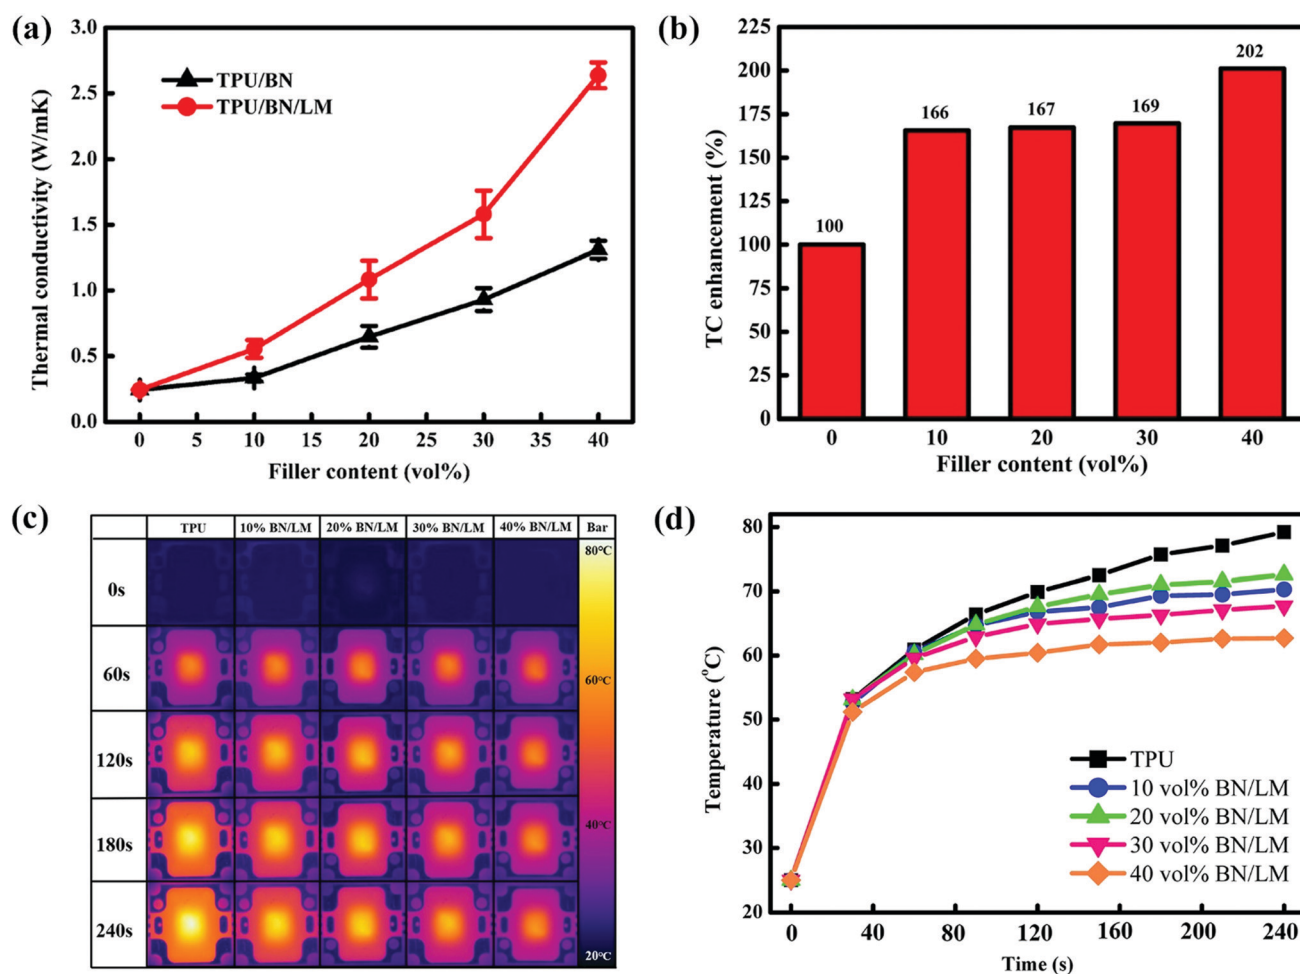 (a)
3.0
2.5
2.0
1.5
1.0
0.5
0.0
Thermal conductivity (W/mK)
TPU/BN
TPU/BN/LM
0 5 10 15 20 25 30 35 40
Filler content (vol%)
(b)
225
200
175
150
125
100
75
50
25
0
TC enhancement (%)
100 166 167 169 202
0 10 20 30 40
Filler content (vol%)
(c)
TPU 10% BN/LM 20% BN/LM 30% BN/LM 40% BN/LM Bar
0s
60s
120s
180s
240s
80°C
60°C
40°C
20°C
(d)
80
70
60
50
40
30
20
Temperature (°C)
TPU
10 vol% BN/LM
20 vol% BN/LM
30 vol% BN/LM
40 vol% BN/LM
0 40 80 120 160 200 240
Time (s)